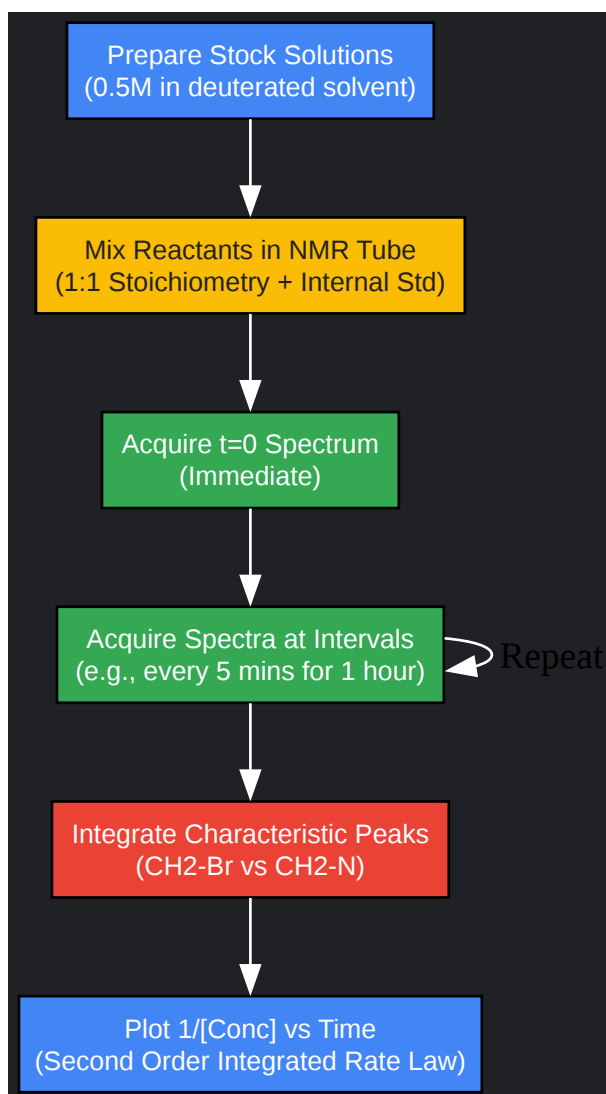 Prepare Stock Solutions
(0.5M in deuterated solvent)
Mix Reactants in NMR Tube
(1:1 Stoichiometry + Internal Std)
Acquire t=0 Spectrum
(Immediate)
Acquire Spectra at Intervals
(e.g., every 5 mins for 1 hour)
Repeat
Integrate Characteristic Peaks
(CH2-Br vs CH2-N)
Plot 1/[Conc] vs Time
(Second Order Integrated Rate Law)